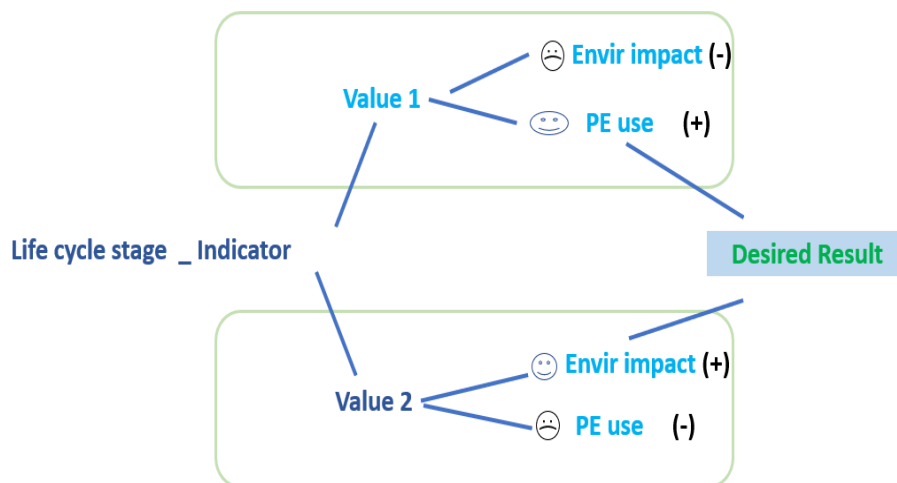 Envir impact (-)
Value 1
PE use (+)
Life cycle stage _ Indicator
Desired Result
Envir impact (+)
Value 2
PE use (-)